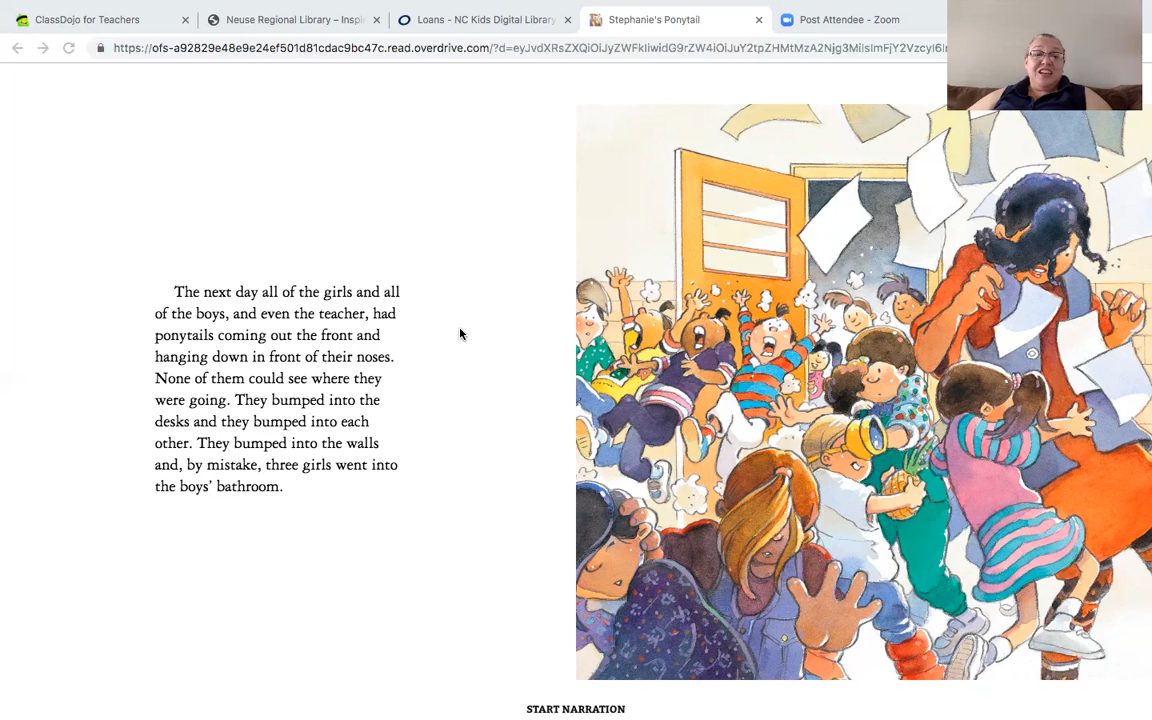 ClassDojo for Teachers
Neuse Regional Library – Inspi
Loans - NC Kids Digital Library
Stephanie's Ponytail
Post Attendee - Zoom
https://ofs-a92829e48e9e24ef501d81cdac9bc47c.read.overdrive.com/?d=
The next day all of the girls and all
of the boys, and even the teacher, had
ponytails coming out the front and
hanging down in front of their noses.
None of them could see where they
were going. They bumped into the
desks and they bumped into each
other. They bumped into the walls
and, by mistake, three girls went into
the boys' bathroom.
START NARRATION